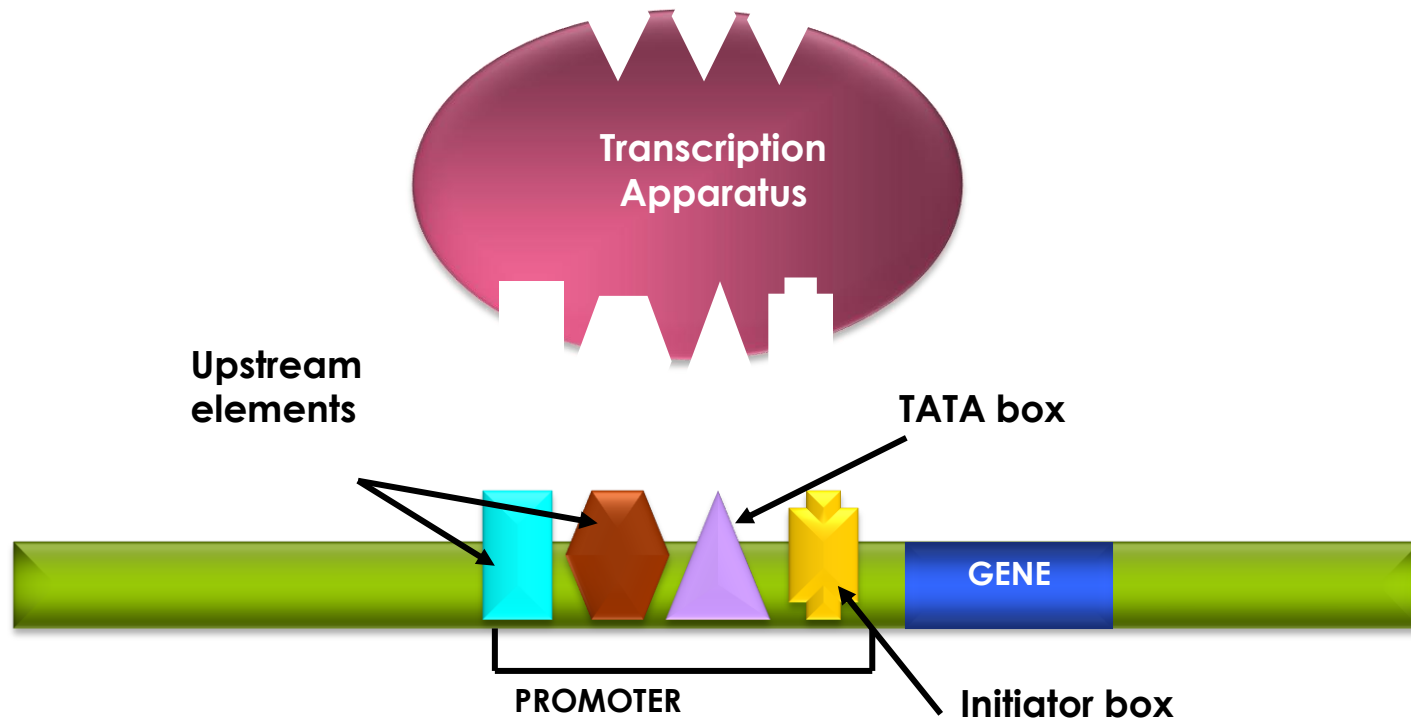 Transcription
Apparatus
Upstream
elements
TATA box
GENE
PROMOTER
Initiator box